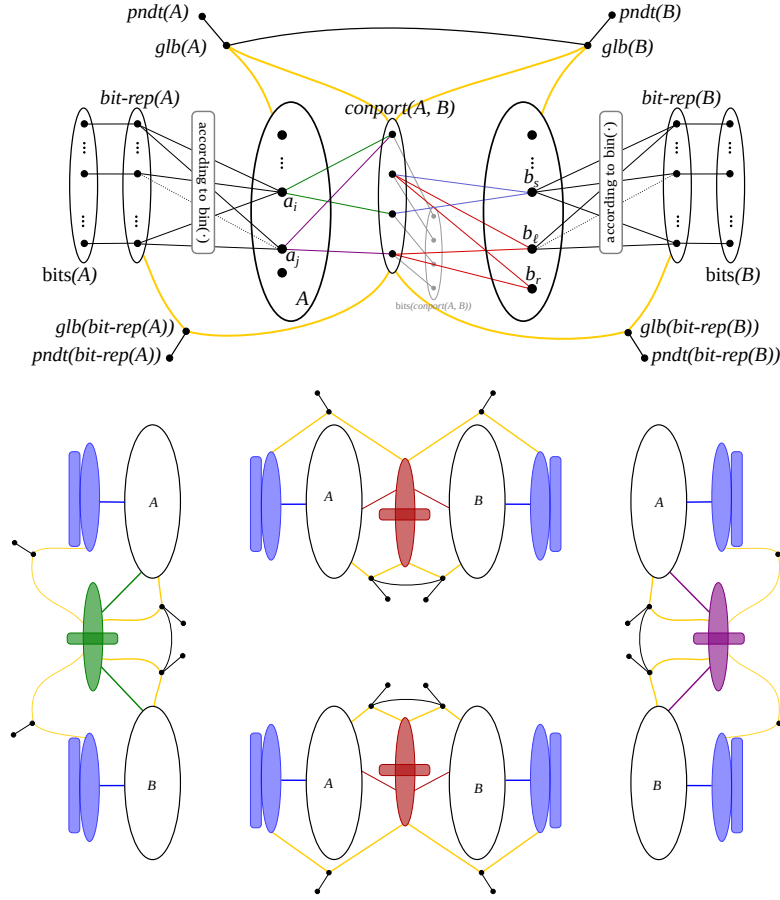 pndt(A)
pndt(B)
glb(A)
glb(B)
bit-rep(A)
conport(A, B)
bit-rep(B)
according to bin(·)
according to bin(·)
a_i
b_s
a_j
b_ℓ
b_r
A
bits(A)
bits(B)
bits(conport(A, B))
glb(bit-rep(A))
glb(bit-rep(B))
pndt(bit-rep(A))
pndt(bit-rep(B))
A
A
B
A
B
A
B
B